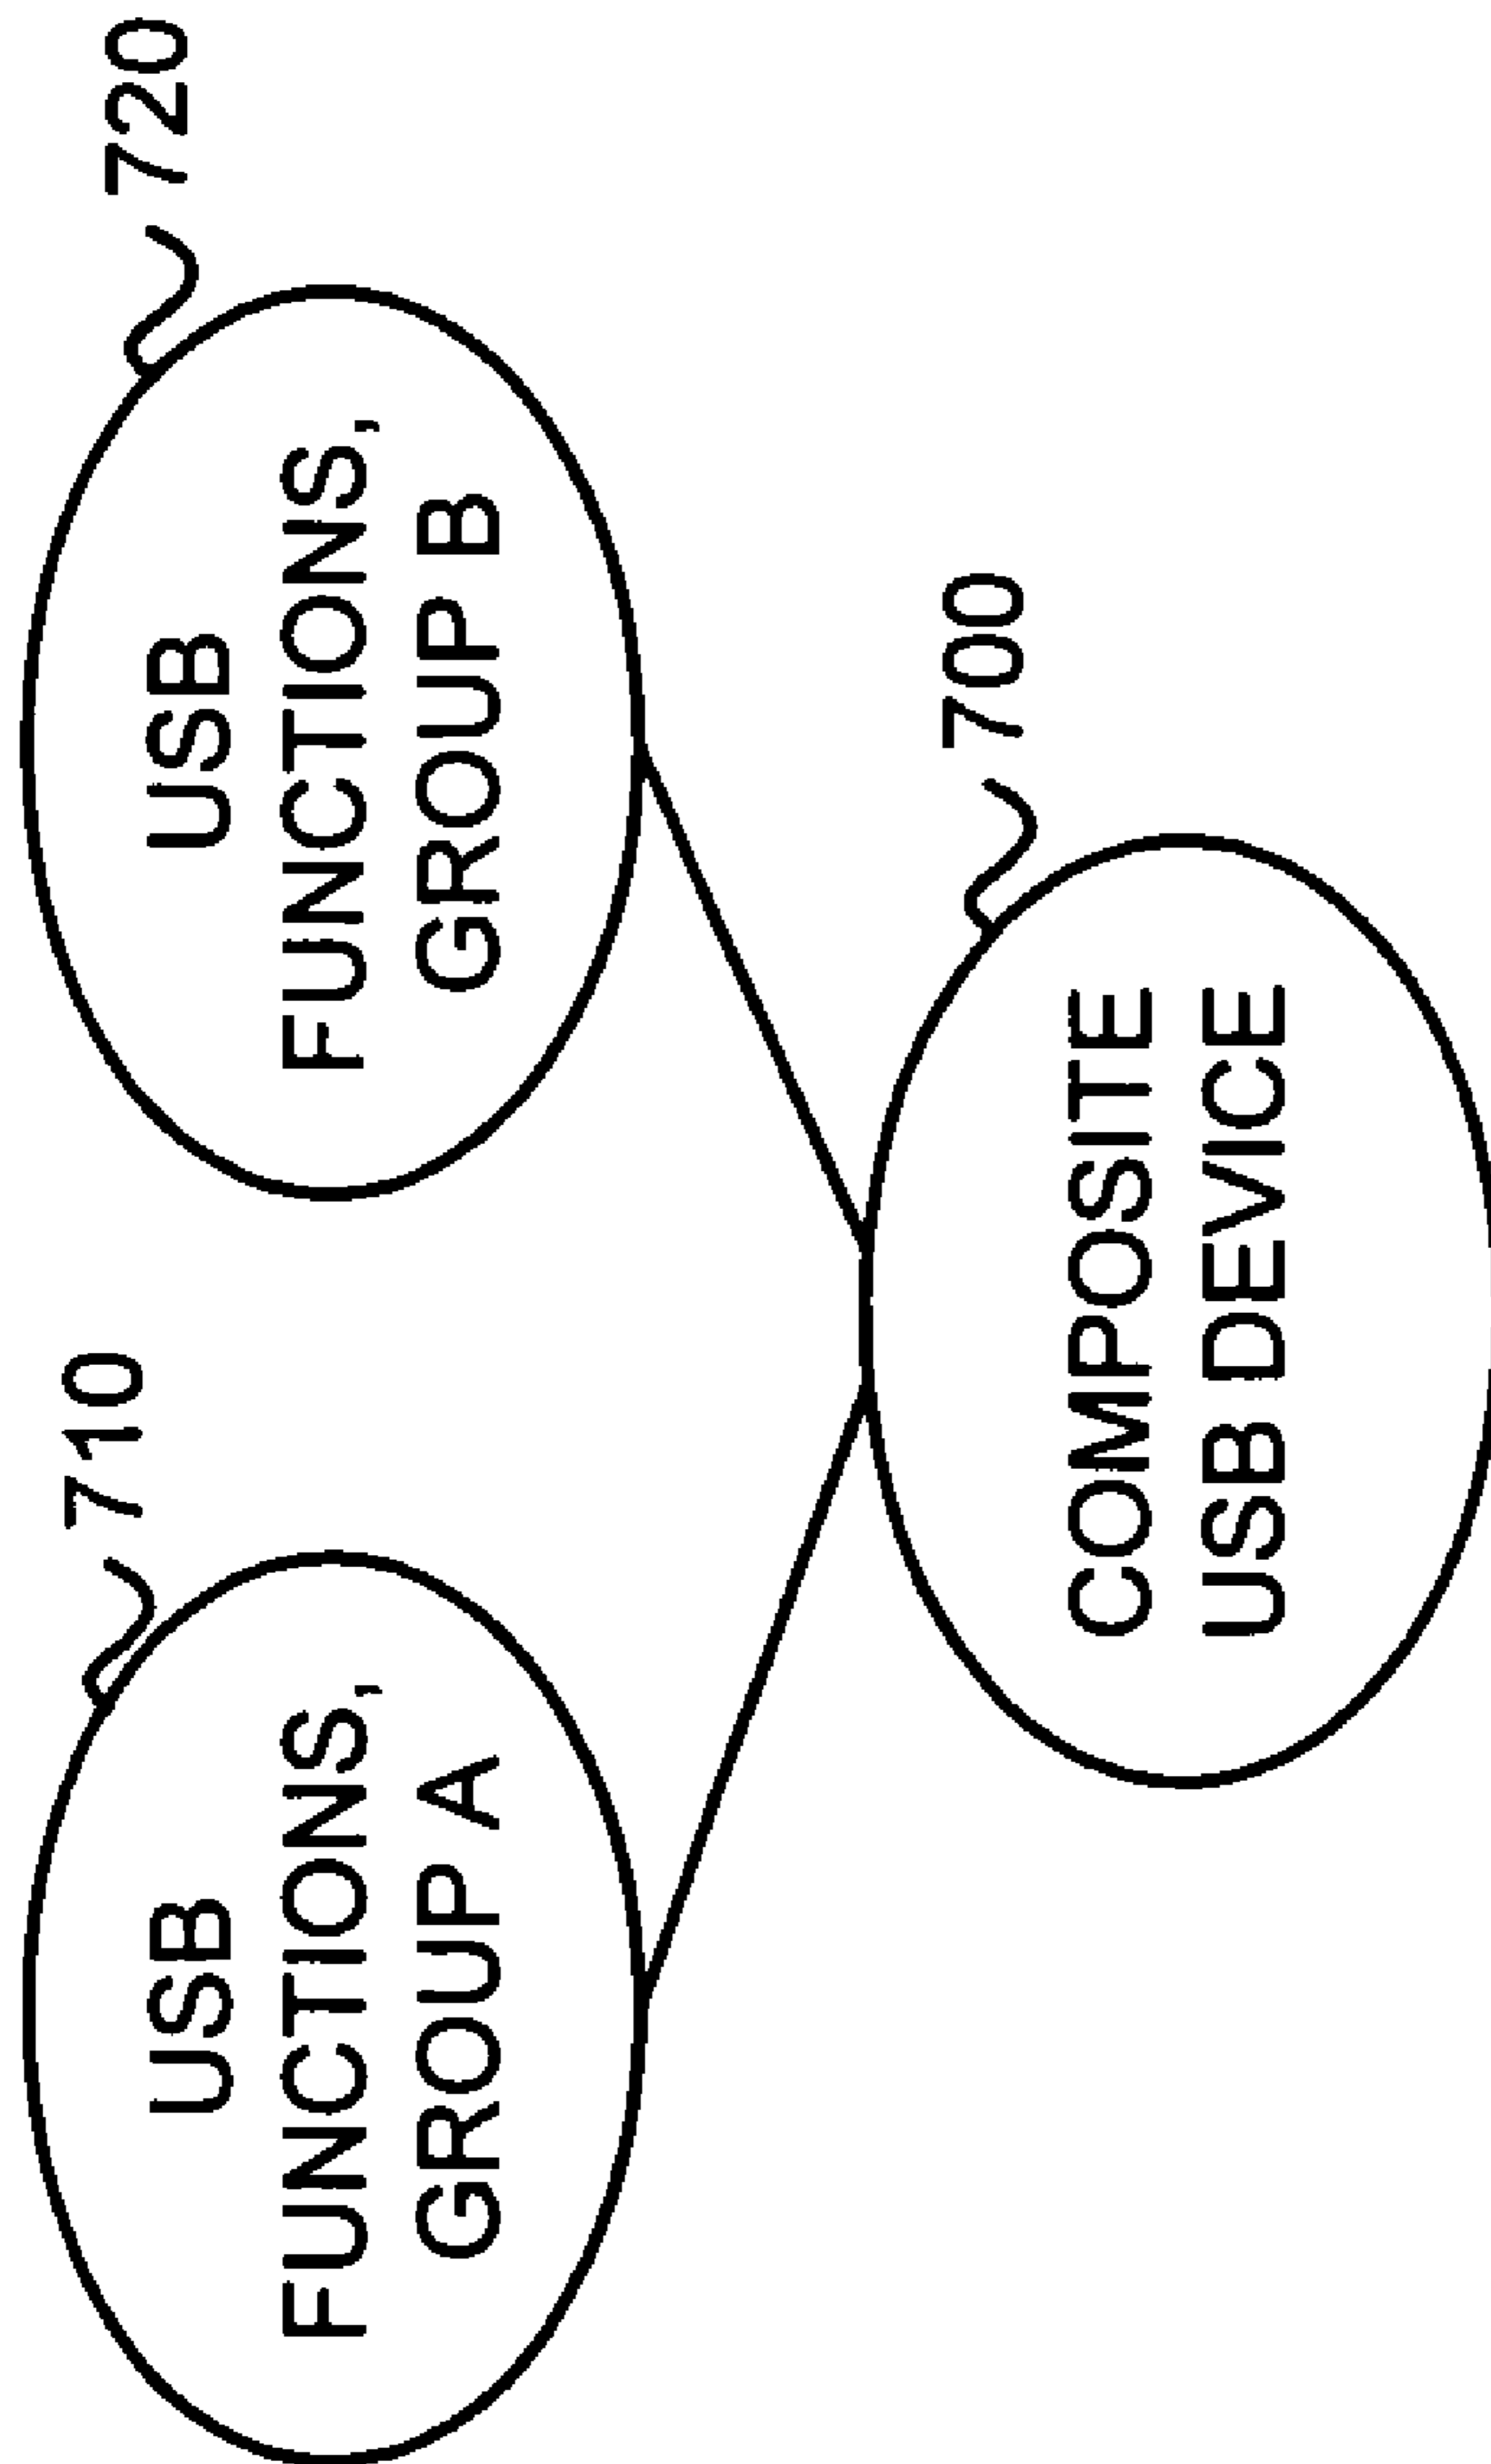 710
USB
FUNCTIONS,
GROUP A
720
USB
FUNCTIONS,
GROUP B
700
COMPOSITE
USB DEVICE